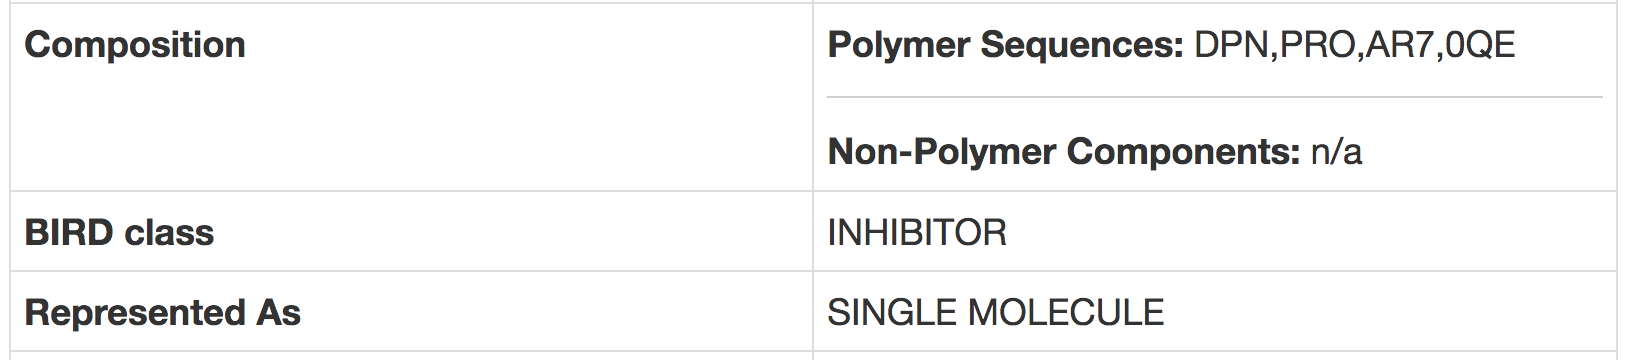 Composition
Polymer Sequences: DPN,PRO,AR7,0QE
Non-Polymer Components: n/a
BIRD class
INHIBITOR
Represented As
SINGLE MOLECULE